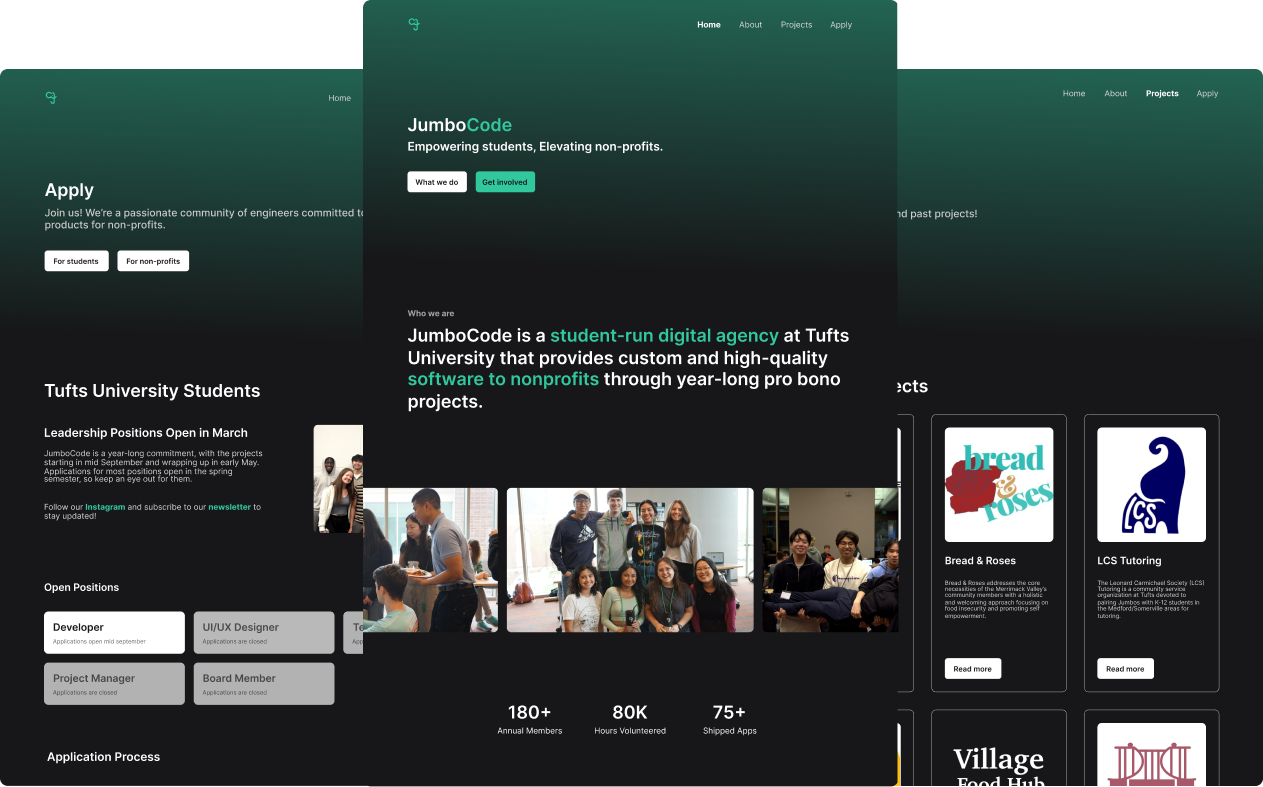 Home
Apply
Join us! We're a passionate community of engineers committed
products for non-profits.
For students
For non-profits
Tufts University Students
Leadership Positions Open in March
JumboCode is a year-long commitment, with the projects
starting in mid September and wrapping up in early May.
Applications for most positions open in the spring
semester, so keep an eye out for them.
Follow our Instagram and subscribe to our newsletter to
stay updated!
Open Positions
Developer
Applications open mid september
UI/UX Designer
Applications are closed
Te
App
Project Manager
Applications are closed
Board Member
Applications are closed
Application Process
Home
About
Projects
Apply
JumboCode
Empowering students, Elevating non-profits.
What we do
Get involved
Who we are
JumboCode is a student-run digital agency at Tufts
University that provides custom and high-quality
software to nonprofits through year-long pro bono
projects.
180+
Annual Members
80K
Hours Volunteered
75+
Shipped Apps
Home
About
Projects
Apply
nd past projects!
ects
bread
&
roses
Bread & Roses
Bread & Roses addresses the core
necessities of the Merrimack Valley's
community members with a holistic
and welcoming approach focusing on
food insecurity and promoting self
empowerment.
Read more
LCS
LCS Tutoring
The Leonard Carmichael Society (LCS)
Tutoring is a community service
organization at Tufts devoted to
pairing Jumbos with K-12 students in
the Medford/Somerville areas for
tutoring.
Read more
Village
Food Hub